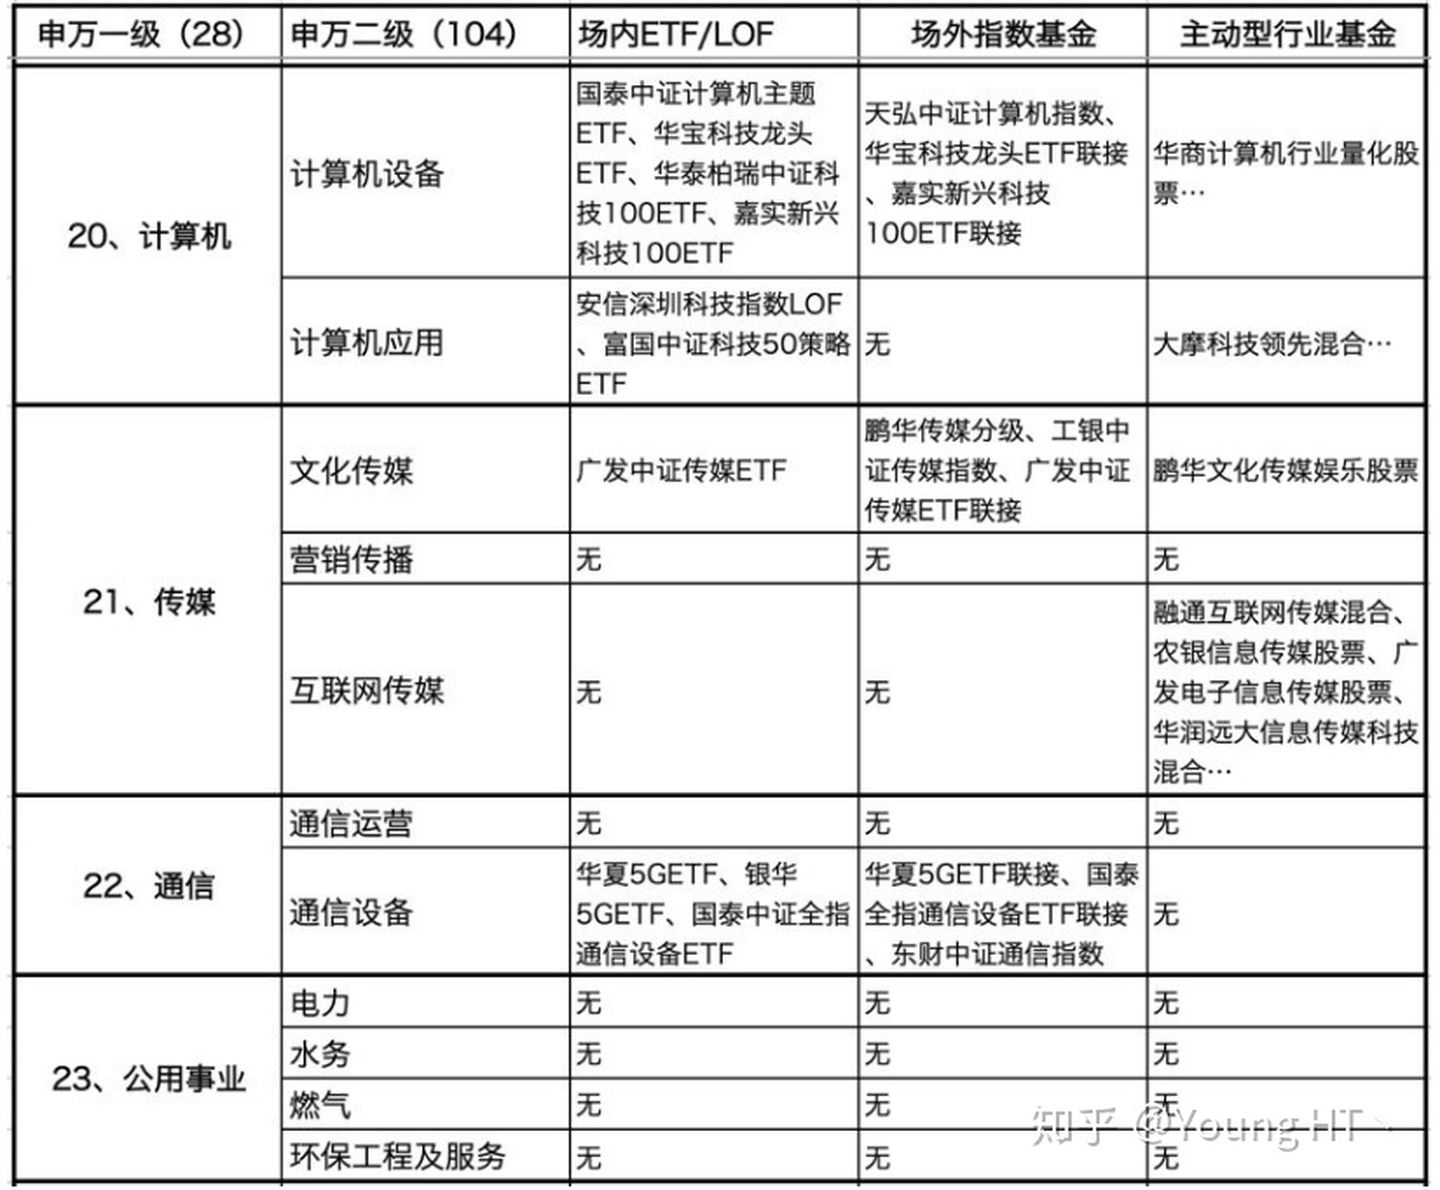 申万一级（28）
申万二级（104）
场内ETF/LOF
场外指数基金
主动型行业基金
20、计算机
计算机设备
国泰中证计算机主题
ETF、华宝科技龙头
ETF、华泰柏瑞中证科
技100ETF、嘉实新兴
科技100ETF
天弘中证计算机指数、
华宝科技龙头ETF联接
、嘉实新兴科技
100ETF联接
华商计算机行业量化股
票…
计算机应用
安信深圳科技指数LOF
、富国中证科技50策略
ETF
无
大摩科技领先混合…
21、传媒
文化传媒
广发中证传媒ETF
鹏华传媒分级、工银中
证传媒指数、广发中证
传媒ETF联接
鹏华文化传媒娱乐股票
营销传播
无
无
无
互联网传媒
无
无
融通互联网传媒混合、
农银信息传媒股票、广
发电子信息传媒股票、
华润远大信息传媒科技
混合…
22、通信
通信运营
无
无
无
通信设备
华夏5GETF、银华
5GETF、国泰中证全指
通信设备ETF
华夏5GETF联接、国泰
全指通信设备ETF联接
、东财中证通信指数
无
23、公用事业
电力
无
无
无
水务
无
无
无
燃气
无
无
无
环保工程及服务
无
无
无
知乎 @Young HT丶